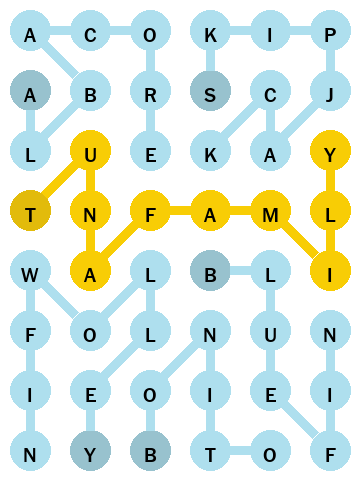 A C O K I P
A B R S C J
L U E K A Y
T N F A M L
W A L B L I
F O L N U N
I E O I E I
N Y B T O F